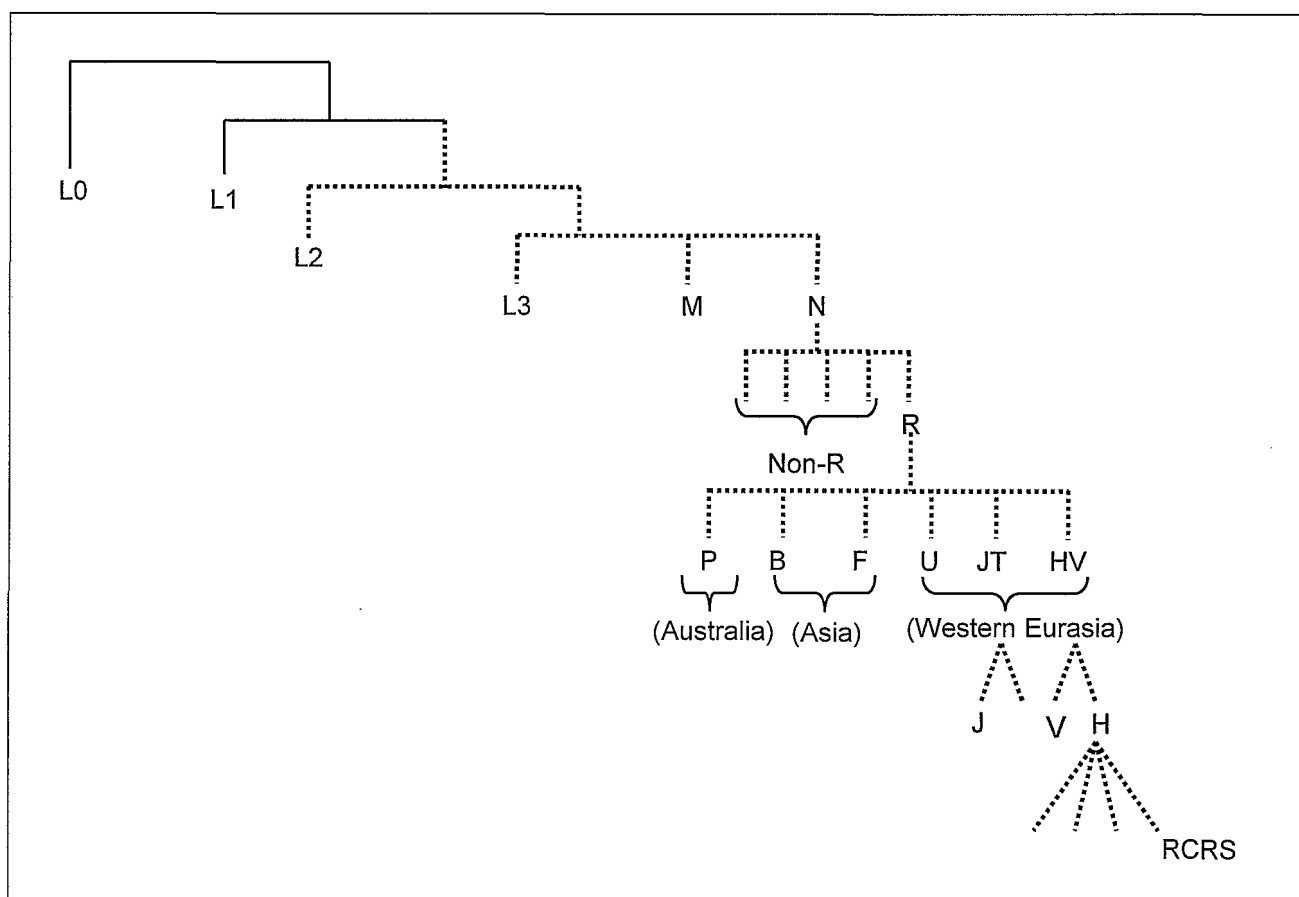 L0
L1
L2
L3 M N
R
Non-R
P B F U JT HV
(Australia) (Asia) (Western Eurasia)
J V H
RCRS